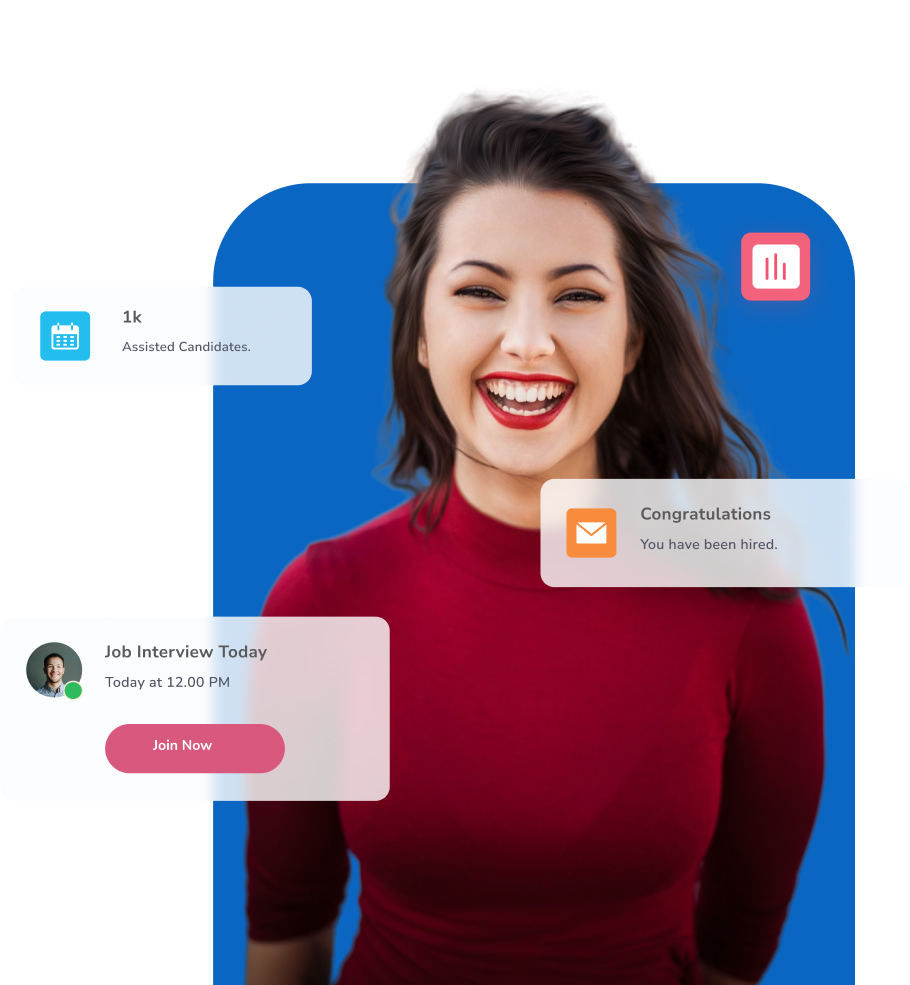 1k
Assisted Candidates.
Congratulations
You have been hired.
Job Interview Today
Today at 12.00 PM
Join Now